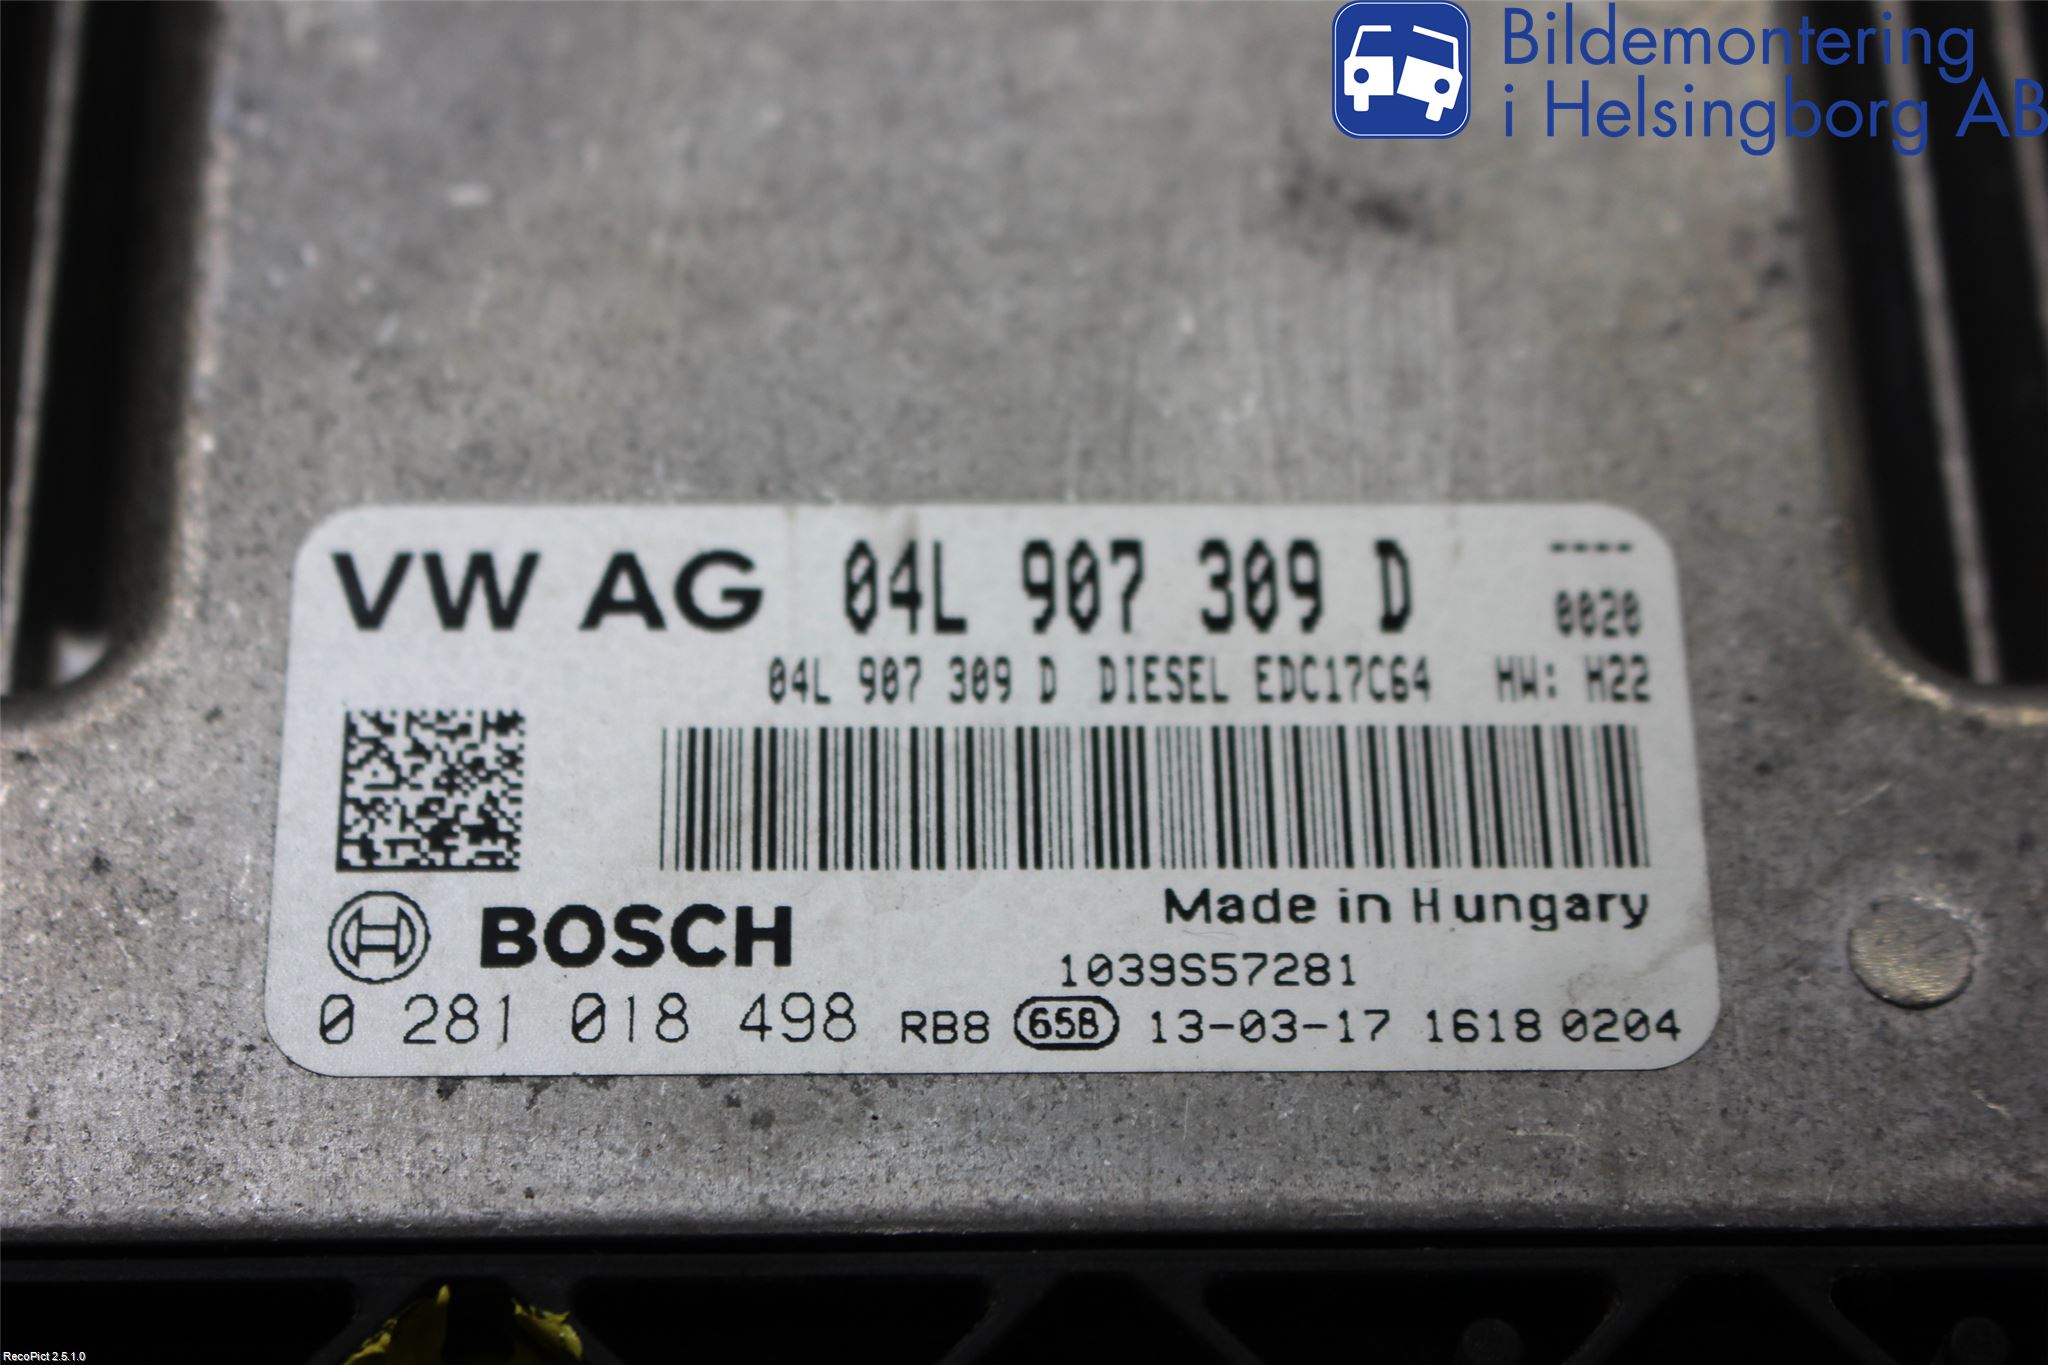 Bildemontering
i Helsingborg AB
VW AG 04L 907 309 D ----
0020
04L 907 309 D DIESEL EDC17C64 HW: H22
BOSCH
Made in Hungary
1039S57281
0 281 018 498 RB8 65B 13-03-17 1618 0204
RecoPict 2.5.1.0